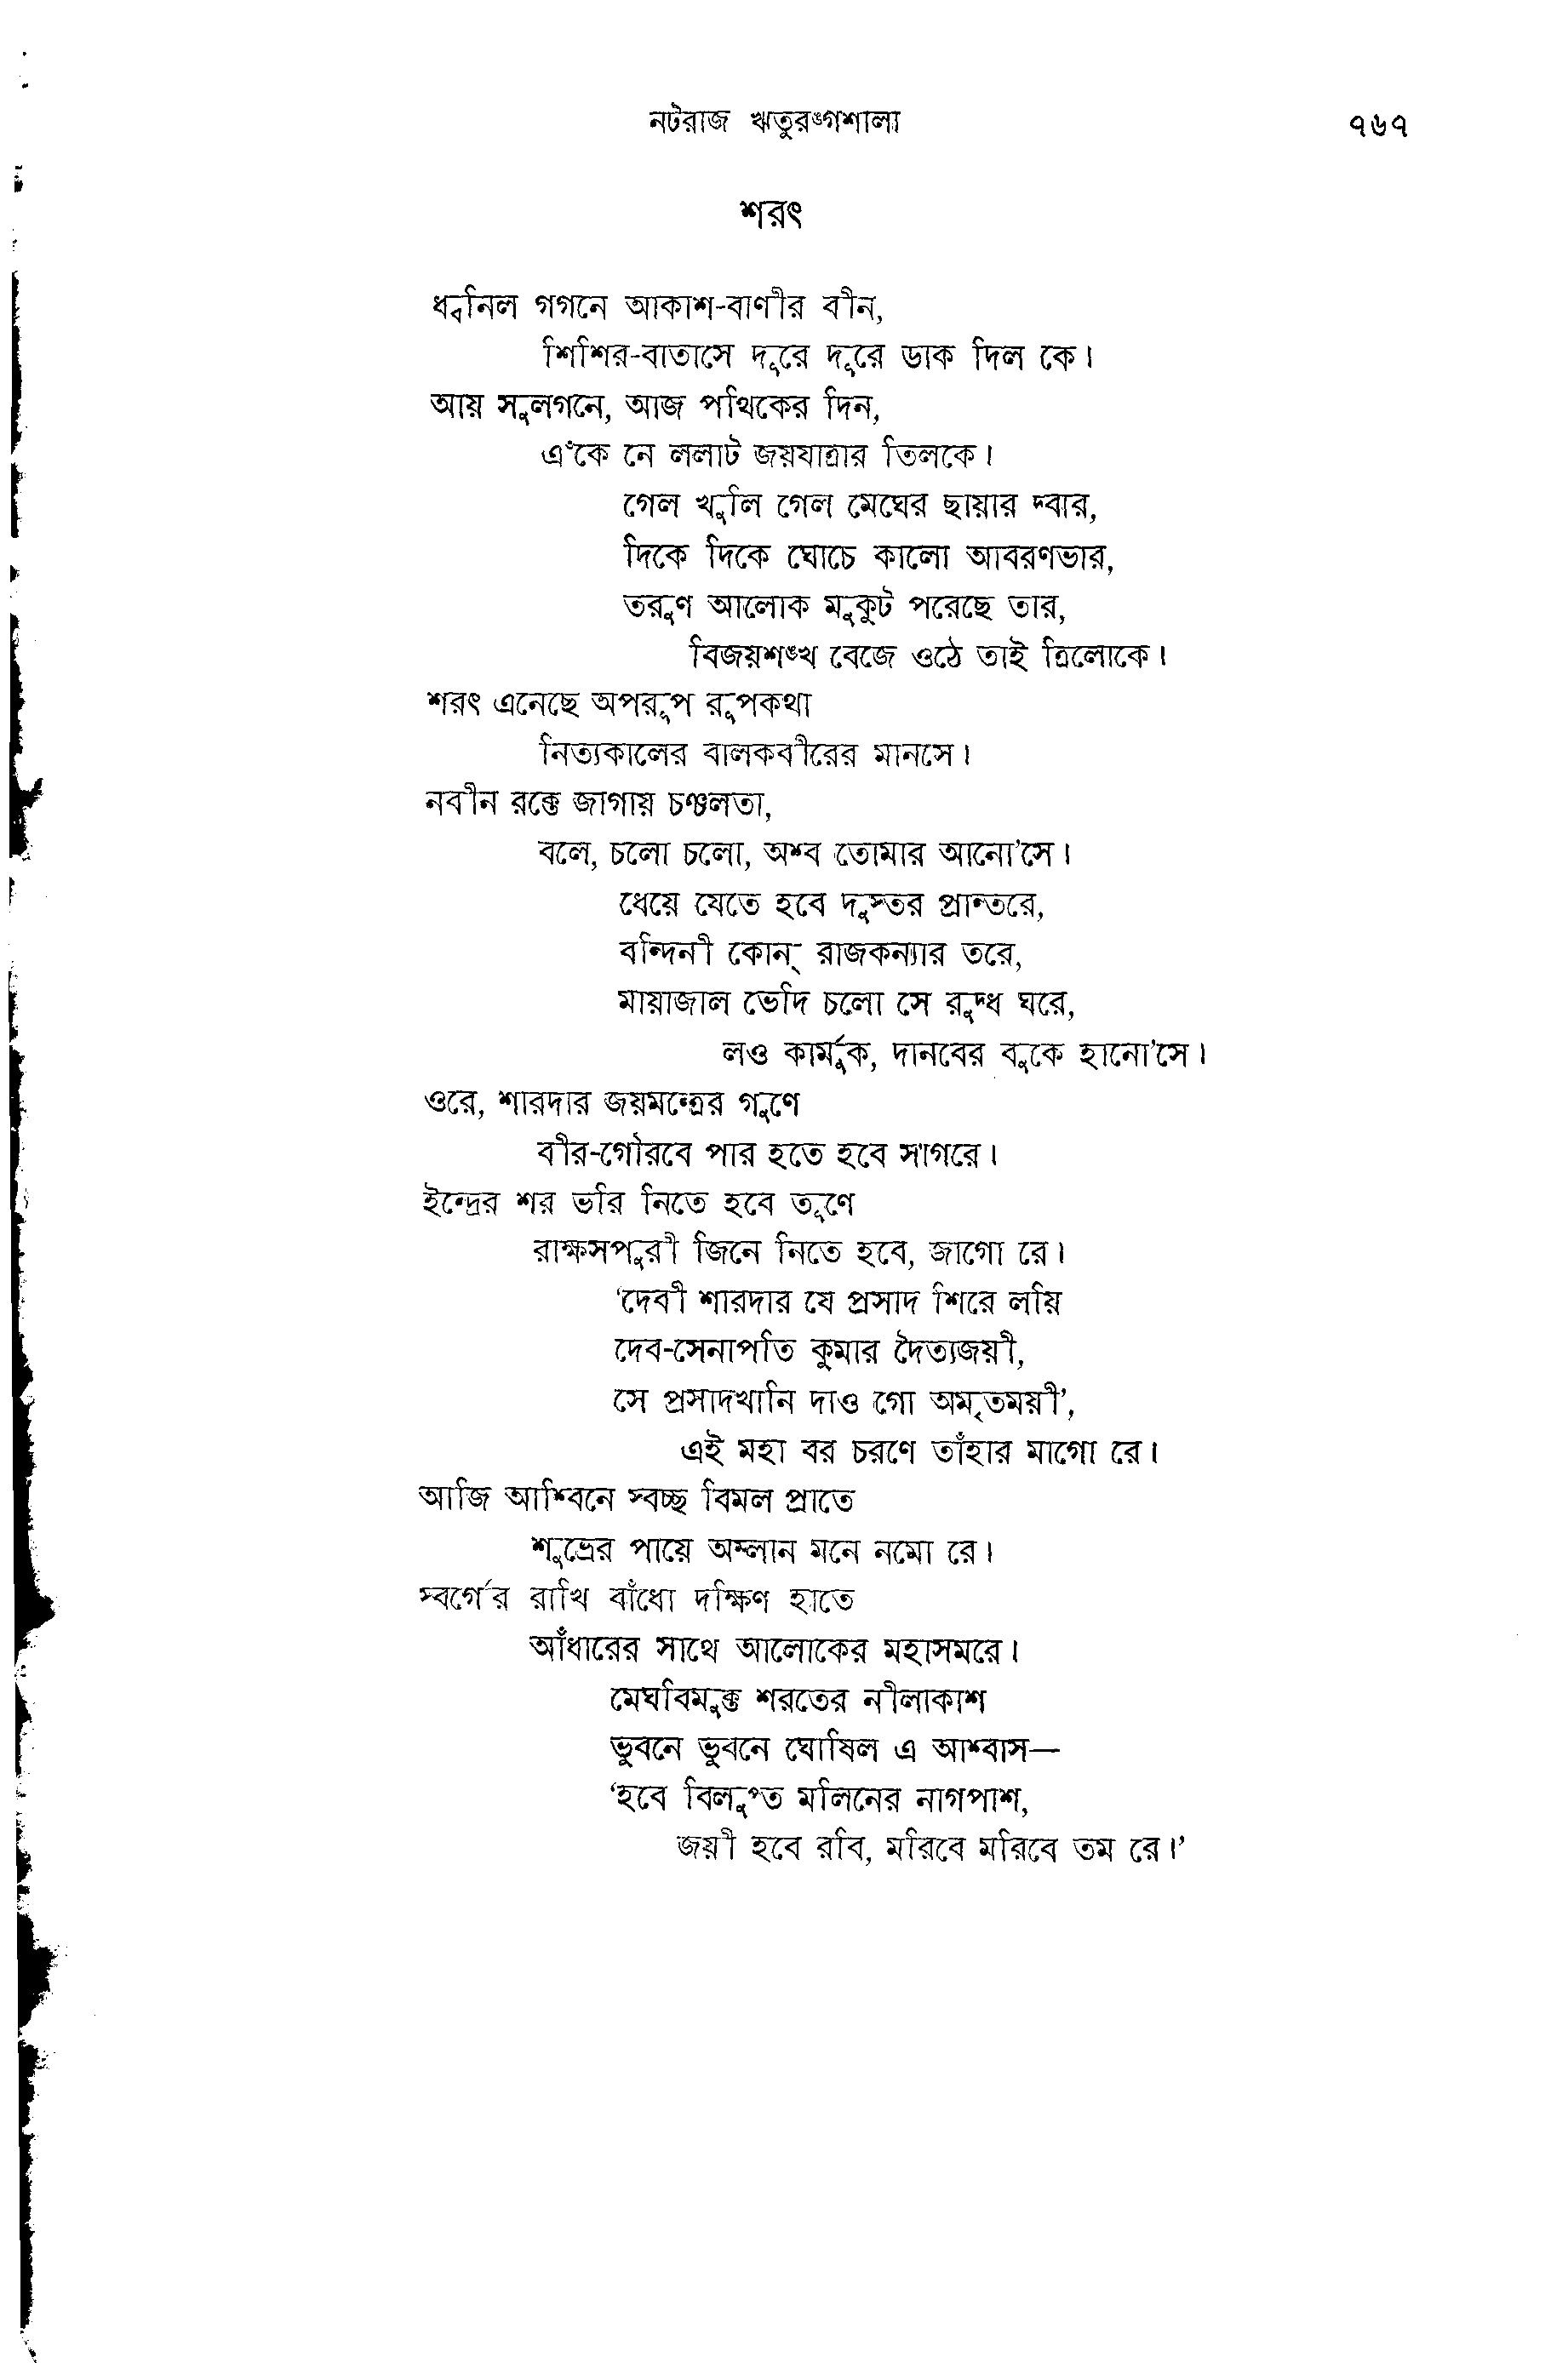 নটরাজ ঋতুরঙ্গশালা ৭৬৭
শরৎ
ধ্বনিল গগনে আকাশ-বাণীর বীন,
শিশির-বাতাসে দূরে দূরে ডাক দিল কে।
আয় সুলগনে, আজ পথিকের দিন,
এঁকে নে ললাট জয়যাত্রার তিলকে।
গেল খুলি গেল মেঘের ছায়ার দ্বার,
দিকে দিকে ঘোচে কালো আবরণভার,
তরুণ আলোক মুকুট পরেছে তার,
বিজয়শঙ্খ বেজে ওঠে তাই ত্রিলোকে।
শরৎ এনেছে অপরূপ রূপকথা
নিত্যকালের বালকবীরের মানসে।
নবীন রক্তে জাগায় চঞ্চলতা,
বলে, চলো চলো, অশ্ব তোমার আনো'সে।
ধেয়ে যেতে হবে দুস্তর প্রান্তরে,
বন্দিনী কোন্ রাজকন্যার তরে,
মায়াজাল ভেদি চলো সে রুদ্ধ ঘরে,
লও কার্মুক, দানবের বুকে হানো'সে।
ওরে, শারদার জয়মন্ত্রের গুণে
বীর-গৌরবে পার হতে হবে সাগরে।
ইন্দ্রের শর ভরি নিতে হবে তূণে
রাক্ষসপুরী জিনে নিতে হবে, জাগো রে।
‘দেবী শারদার যে প্রসাদ শিরে লয়ি
দেব-সেনাপতি কুমার দৈত্যজয়ী,
সে প্রসাদখানি দাও গো অমৃতময়ী’,
এই মহা বর চরণে তাঁহার মাগো রে।
আজি আশ্বিনে স্বচ্ছ বিমল প্রাতে
শুভ্রের পায়ে অম্লান মনে নমো রে।
স্বর্গের রাখি বাঁধো দক্ষিণ হাতে
আঁধারের সাথে আলোকের মহাসমরে।
মেঘবিমুক্ত শরতের নীলাকাশ
ভুবনে ভুবনে ঘোষিল এ আশ্বাস—
‘হবে বিলুপ্ত মলিনের নাগপাশ,
জয়ী হবে রবি, মরিবে মরিবে তম রে।’